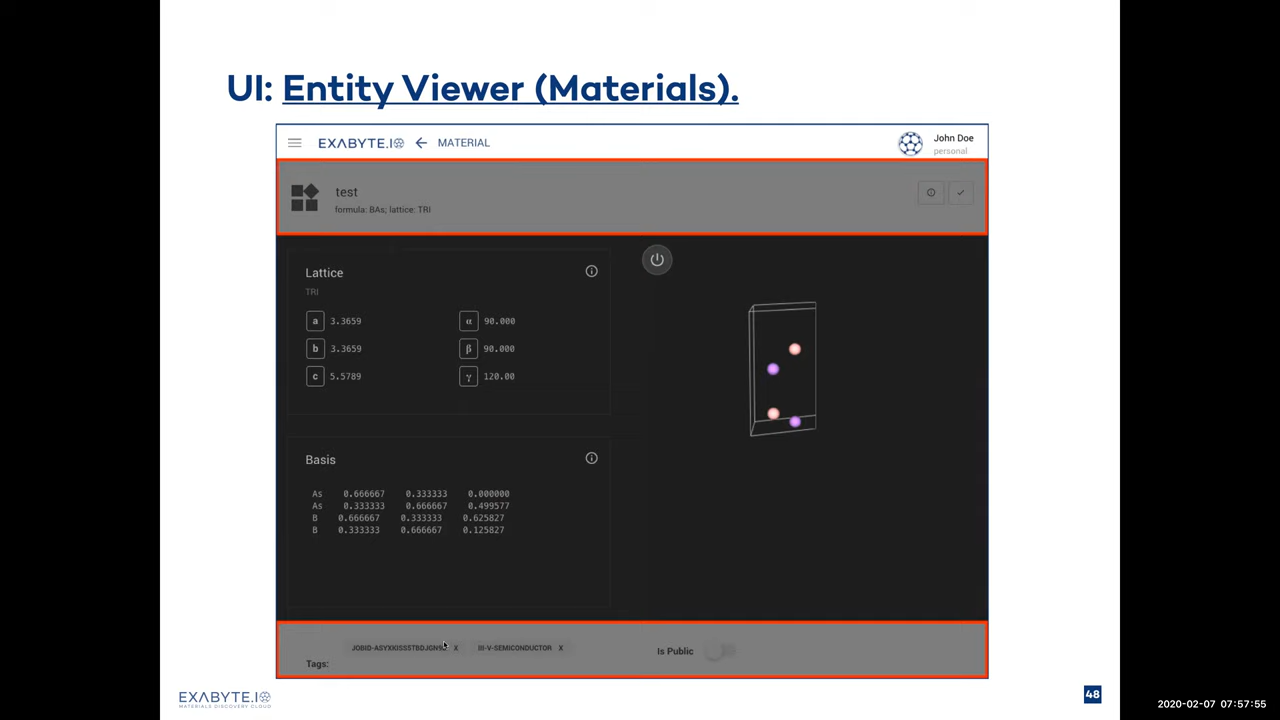 UI: Entity Viewer (Materials).
EXABYTE.IO
MATERIAL
John Doe
personal
test
formula: BAs; lattice: TRI
Lattice
TRI
a 3.3659 α 90.000
b 3.3659 β 90.000
c 5.5789 γ 120.00
Basis
As 0.666667 0.333333 0.000000
As 0.333333 0.666667 0.499577
B 0.666667 0.333333 0.625827
B 0.333333 0.666667 0.125827
Tags:
X III-V-SEMICONDUCTOR X
Is Public
EXABYTE.IO
MATERIALS DISCOVERY CLOUD
48
2020-02-07 07:57:55